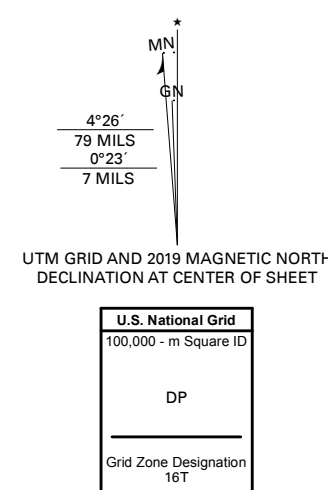 ★
MN
GN
4°26´
79 MILS
0°23´
7 MILS
UTM GRID AND 2019 MAGNETIC NORTH
DECLINATION AT CENTER OF SHEET
U.S. National Grid
100,000 - m Square ID
DP
Grid Zone Designation
16T